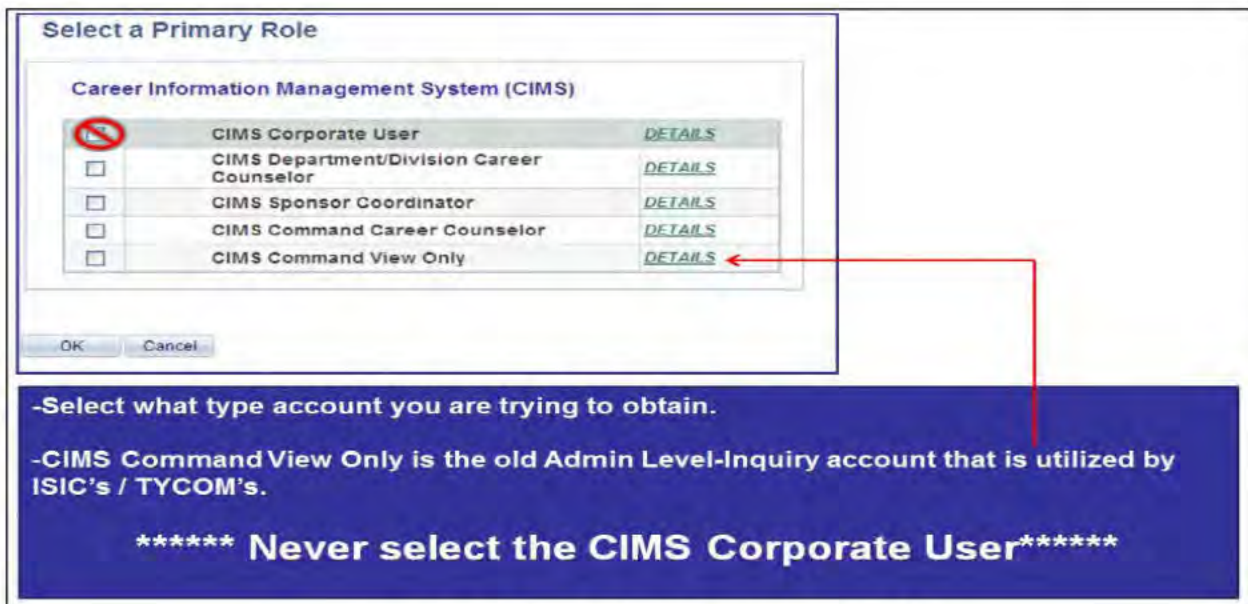 Select a Primary Role
Career Information Management System (CIMS)
CIMS Corporate User DETAILS
CIMS Department/Division Career
Counselor DETAILS
CIMS Sponsor Coordinator DETAILS
CIMS Command Career Counselor DETAILS
CIMS Command View Only DETAILS
OK Cancel
-Select what type account you are trying to obtain.
-CIMS Command View Only is the old Admin Level-Inquiry account that is utilized by
ISIC's / TYCOM's.
****** Never select the CIMS Corporate User******